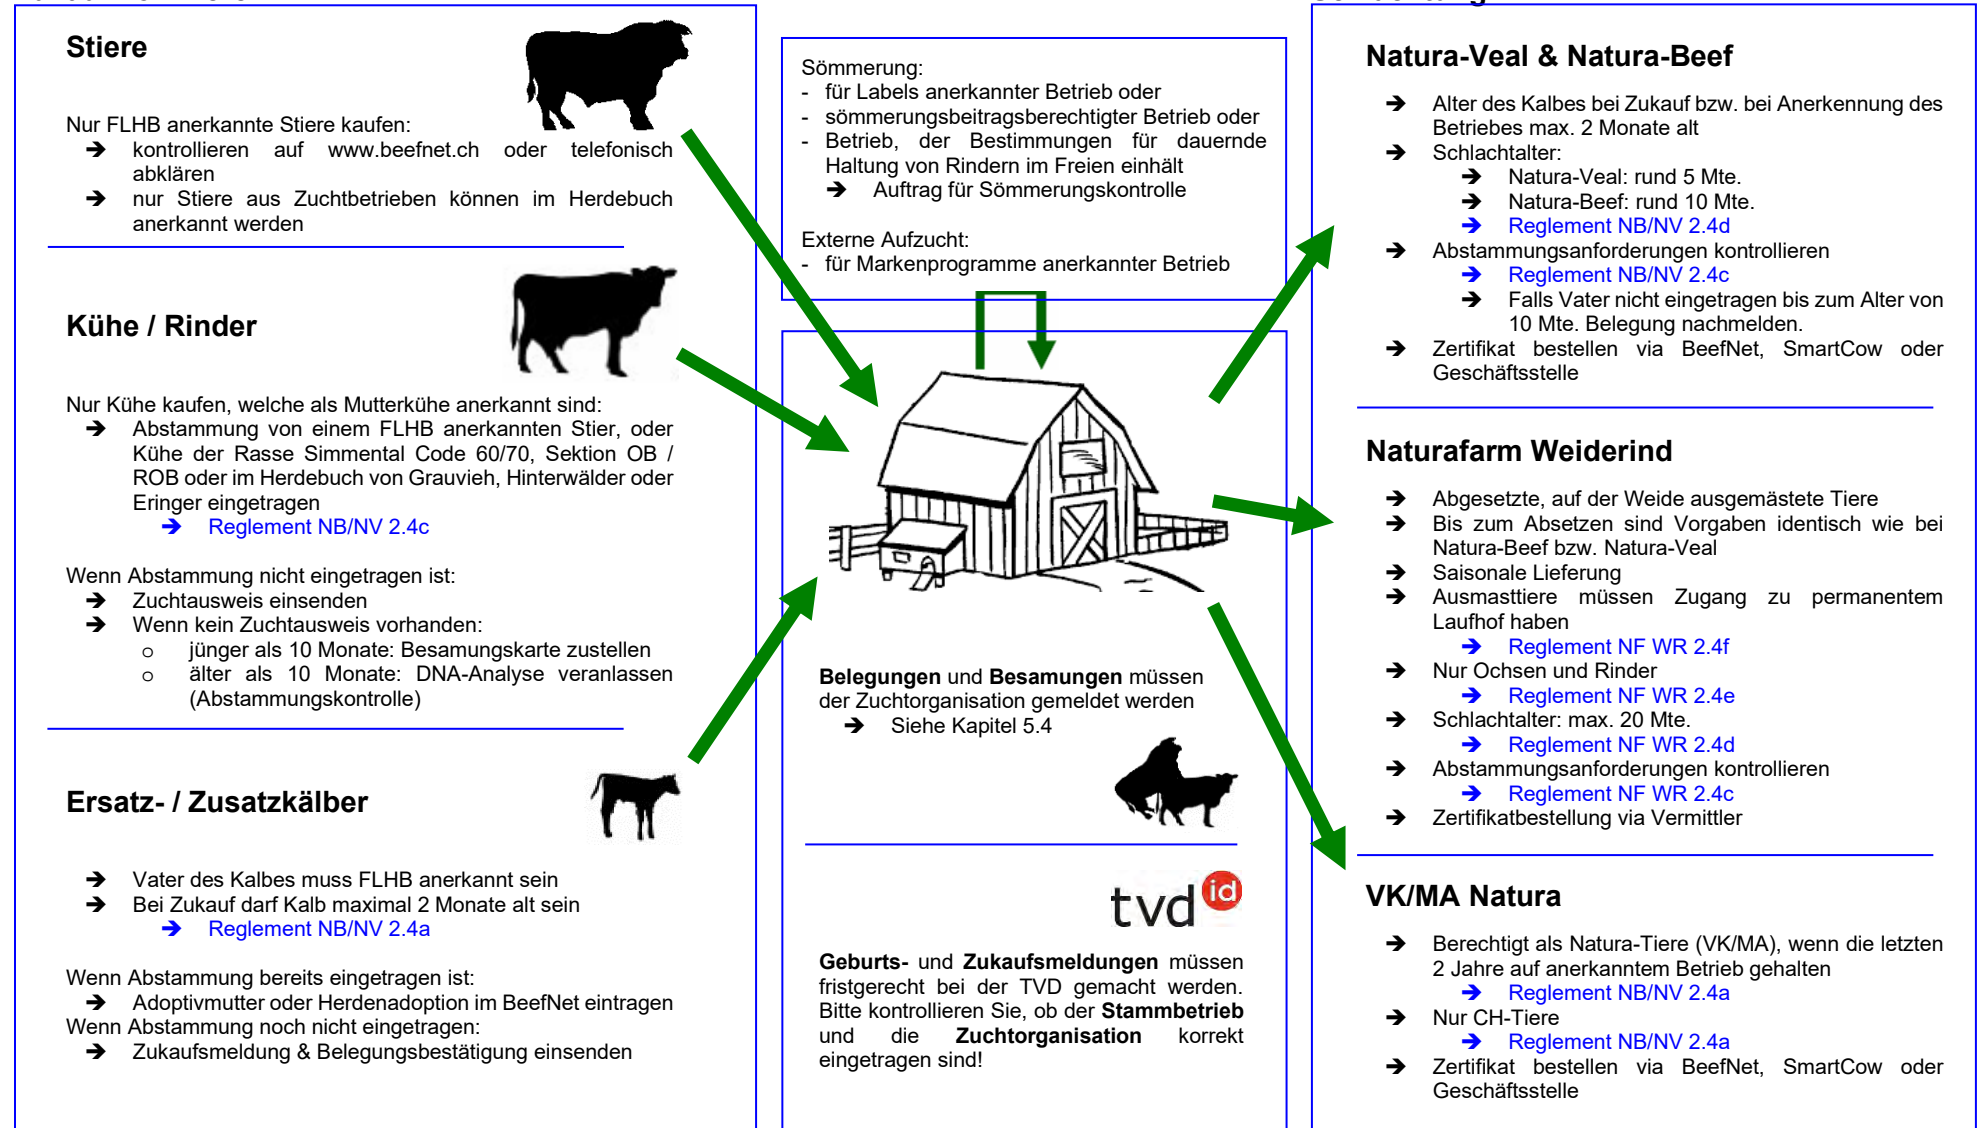 Stiere
Nur FLHB anerkannte Stiere kaufen:
➔ kontrollieren auf www.beefnet.ch oder telefonisch
abklären
➔ nur Stiere aus Zuchtbetrieben können im Herdebuch
anerkannt werden
Kühe / Rinder
Nur Kühe kaufen, welche als Mutterkühe anerkannt sind:
➔ Abstammung von einem FLHB anerkannten Stier, oder
Kühe der Rasse Simmental Code 60/70, Sektion OB /
ROB oder im Herdebuch von Grauvieh, Hinterwälder oder
Eringer eingetragen
➔ Reglement NB/NV 2.4c
Wenn Abstammung nicht eingetragen ist:
➔ Zuchtausweis einsenden
➔ Wenn kein Zuchtausweis vorhanden:
o jünger als 10 Monate: Besamungskarte zustellen
o älter als 10 Monate: DNA-Analyse veranlassen
(Abstammungskontrolle)
Ersatz- / Zusatzkälber
➔ Vater des Kalbes muss FLHB anerkannt sein
➔ Bei Zukauf darf Kalb maximal 2 Monate alt sein
➔ Reglement NB/NV 2.4a
Wenn Abstammung bereits eingetragen ist:
➔ Adoptivmutter oder Herdenadoption im BeefNet eintragen
Wenn Abstammung noch nicht eingetragen:
➔ Zukaufsmeldung & Belegungsbestätigung einsenden
Sömmerung:
- für Labels anerkannter Betrieb oder
- sömmerungsbeitragsberechtigter Betrieb oder
- Betrieb, der Bestimmungen für dauernde
Haltung von Rindern im Freien einhält
➔ Auftrag für Sömmerungskontrolle
Externe Aufzucht:
- für Markenprogramme anerkannter Betrieb
Belegungen und Besamungen müssen
der Zuchtorganisation gemeldet werden
➔ Siehe Kapitel 5.4
tvd id
Geburts- und Zukaufsmeldungen müssen
fristgerecht bei der TVD gemacht werden.
Bitte kontrollieren Sie, ob der Stammbetrieb
und die Zuchtorganisation korrekt
eingetragen sind!
Natura-Veal & Natura-Beef
➔ Alter des Kalbes bei Zukauf bzw. bei Anerkennung des
Betriebes max. 2 Monate alt
➔ Schlachtalter:
➔ Natura-Veal: rund 5 Mte.
➔ Natura-Beef: rund 10 Mte.
➔ Reglement NB/NV 2.4d
➔ Abstammungsanforderungen kontrollieren
➔ Reglement NB/NV 2.4c
➔ Falls Vater nicht eingetragen bis zum Alter von
10 Mte. Belegung nachmelden.
➔ Zertifikat bestellen via BeefNet, SmartCow oder
Geschäftsstelle
Naturafarm Weiderind
➔ Abgesetzte, auf der Weide ausgemästete Tiere
➔ Bis zum Absetzen sind Vorgaben identisch wie bei
Natura-Beef bzw. Natura-Veal
➔ Saisonale Lieferung
➔ Ausmasttiere müssen Zugang zu permanentem
Laufhof haben
➔ Reglement NF WR 2.4f
➔ Nur Ochsen und Rinder
➔ Reglement NF WR 2.4e
➔ Schlachtalter: max. 20 Mte.
➔ Reglement NF WR 2.4d
➔ Abstammungsanforderungen kontrollieren
➔ Reglement NF WR 2.4c
➔ Zertifikatbestellung via Vermittler
VK/MA Natura
➔ Berechtigt als Natura-Tiere (VK/MA), wenn die letzten
2 Jahre auf anerkanntem Betrieb gehalten
➔ Reglement NB/NV 2.4a
➔ Nur CH-Tiere
➔ Reglement NB/NV 2.4a
➔ Zertifikat bestellen via BeefNet, SmartCow oder
Geschäftsstelle